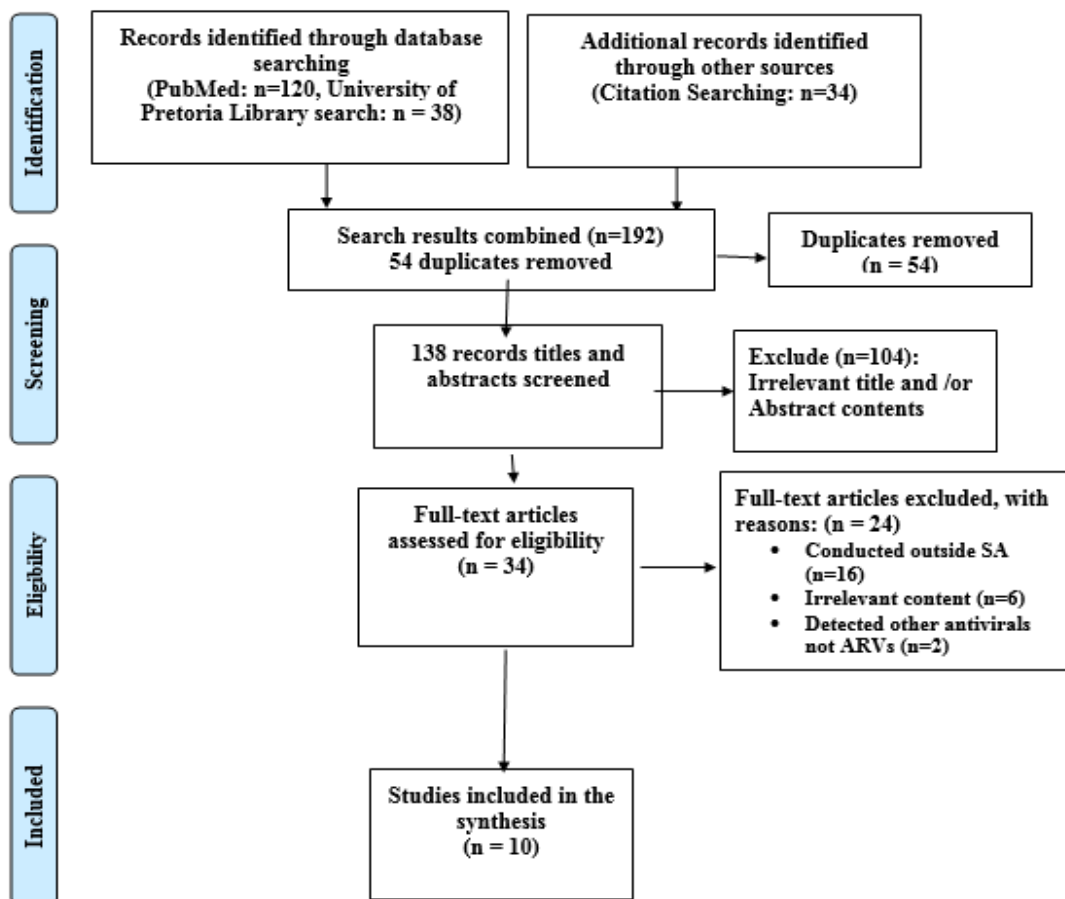 Identification
Records identified through database
searching
(PubMed: n=120, University of
Pretoria Library search: n = 38)
Additional records identified
through other sources
(Citation Searching: n=34)
Search results combined (n=192)
54 duplicates removed
Duplicates removed
(n = 54)
Screening
138 records titles and
abstracts screened
Exclude (n=104):
Irrelevant title and /or
Abstract contents
Eligibility
Full-text articles
assessed for eligibility
(n = 34)
Full-text articles excluded, with
reasons: (n = 24)
• Conducted outside SA
(n=16)
• Irrelevant content (n=6)
• Detected other antivirals
not ARVs (n=2)
Included
Studies included in the
synthesis
(n = 10)